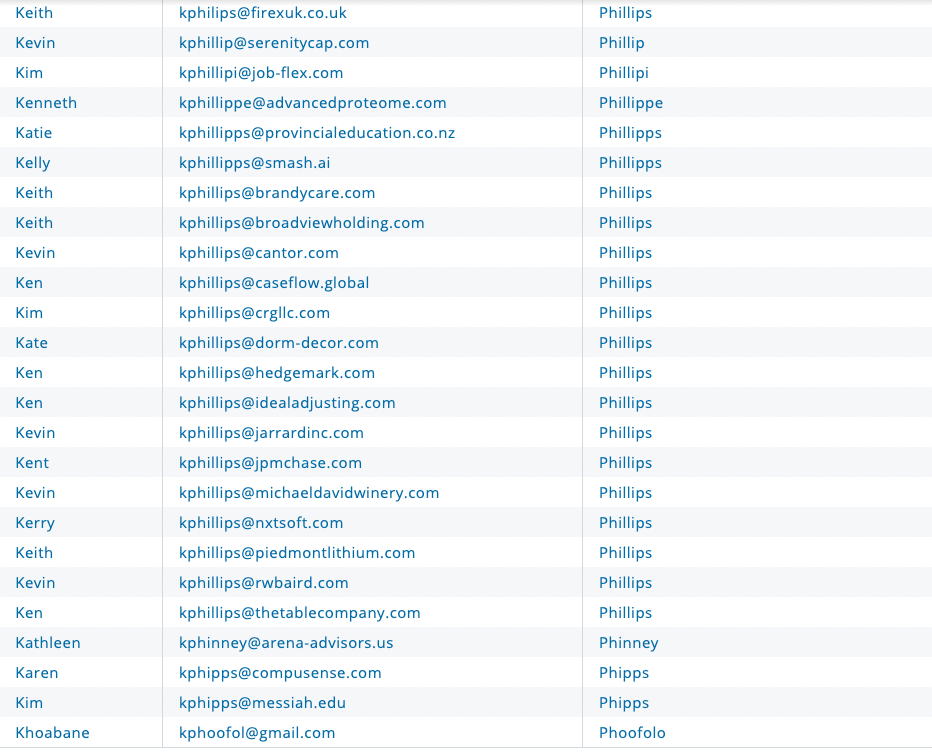 Keith kphilips@firexuk.co.uk Phillips
Kevin kphillip@serenitycap.com Phillip
Kim kphillipi@job-flex.com Phillipi
Kenneth kphillippe@advancedproteome.com Phillippe
Katie kphillipps@provincialeducation.co.nz Phillipps
Kelly kphillipps@smash.ai Phillipps
Keith kphillips@brandycare.com Phillips
Keith kphillips@broadviewholding.com Phillips
Kevin kphillips@cantor.com Phillips
Ken kphillips@caseflow.global Phillips
Kim kphillips@crgllc.com Phillips
Kate kphillips@dorm-decor.com Phillips
Ken kphillips@hedgemark.com Phillips
Ken kphillips@idealadjusting.com Phillips
Kevin kphillips@jarrardinc.com Phillips
Kent kphillips@jpmchase.com Phillips
Kevin kphillips@michaeldavidwinery.com Phillips
Kerry kphillips@nxtsoft.com Phillips
Keith kphillips@piedmontlithium.com Phillips
Kevin kphillips@rwbaird.com Phillips
Ken kphillips@thetablecompany.com Phillips
Kathleen kphinney@arena-advisors.us Phinney
Karen kphipps@compusense.com Phipps
Kim kphipps@messiah.edu Phipps
Khoabane kphoofol@gmail.com Phoofolo